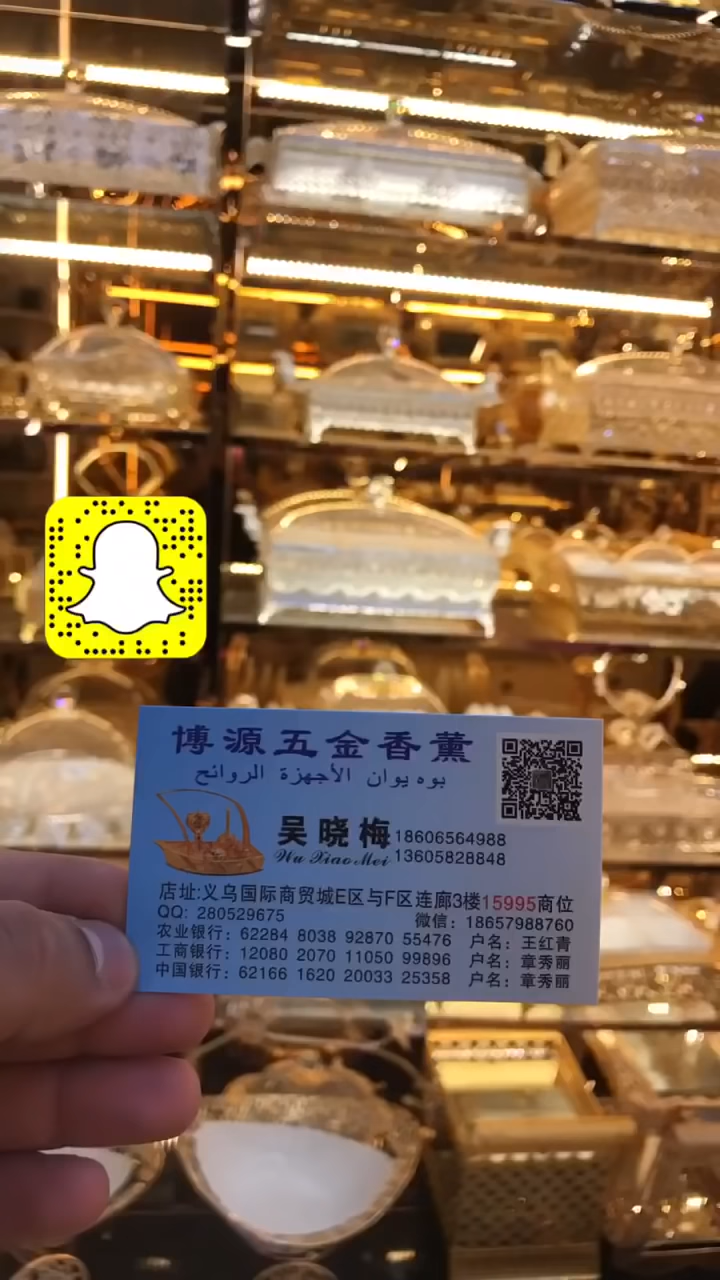 博源五金香薰
بوه يوان الأجهزة الروائح
吴晓梅 18606564988
Wu XiaoMei 13605828848
店址:义乌国际商贸城E区与F区连廊3楼15995商位
QQ: 280529675 微信: 18657988760
农业银行: 62284 8038 92870 55476 户名: 王红青
工商银行: 12080 2070 11050 99896 户名: 章秀丽
中国银行: 62166 1620 20033 25358 户名: 章秀丽